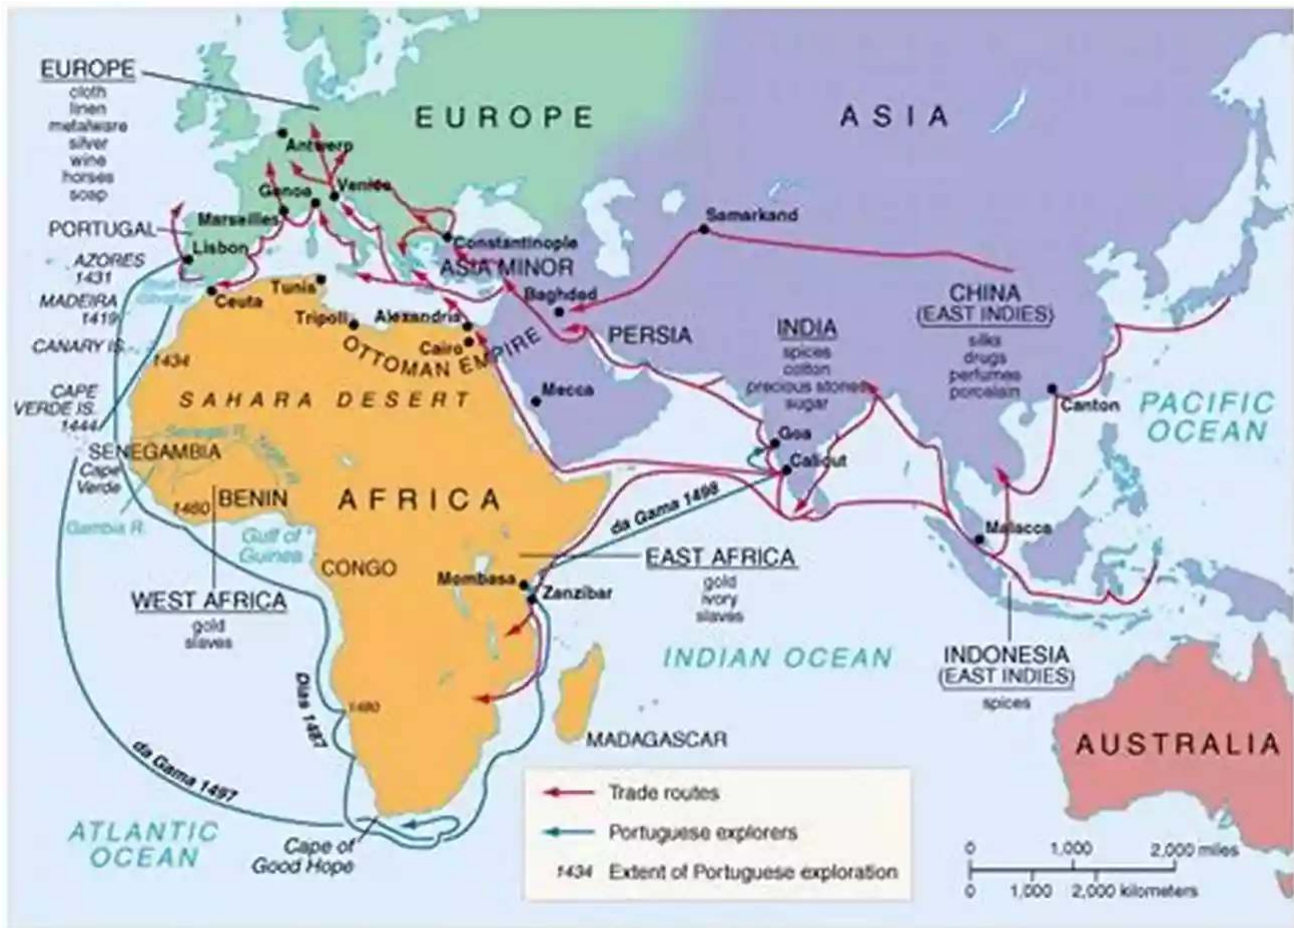 EUROPE
cloth
linen
metalware
silver
wine
horses
soap
EUROPE
ASIA
Antwerp
Genoa
Venice
Marseilles
PORTUGAL
Lisbon
Constantinople
ASIA MINOR
Samarkand
AZORES
1431
Ceuta
Tunis
Baghdad
MADEIRA
1419
Tripoli
Alexandria
PERSIA
CHINA
(EAST INDIES)
silks
drugs
perfumes
porcelain
INDIA
spices
cotton
precious stones
sugar
CANARY IS.
1434
Cairo
OTTOMAN EMPIRE
Mecca
CAPE
VERDE IS.
1444
SAHARA DESERT
Canton
PACIFIC
OCEAN
Senegal R.
SENEGAMBIA
Cape
Verde
Goa
Calicut
1460
BENIN
AFRICA
da Gama 1498
Gambia R.
Gulf of
Guinea
Malacca
CONGO
Mombasa
Zanzibar
EAST AFRICA
gold
ivory
slaves
WEST AFRICA
gold
slaves
INDIAN OCEAN
INDONESIA
(EAST INDIES)
spices
Dias 1487
1480
MADAGASCAR
AUSTRALIA
da Gama 1497
ATLANTIC
OCEAN
Cape of
Good Hope
Trade routes
Portuguese explorers
1434 Extent of Portuguese exploration
0 1,000 2,000 miles
0 1,000 2,000 kilometers